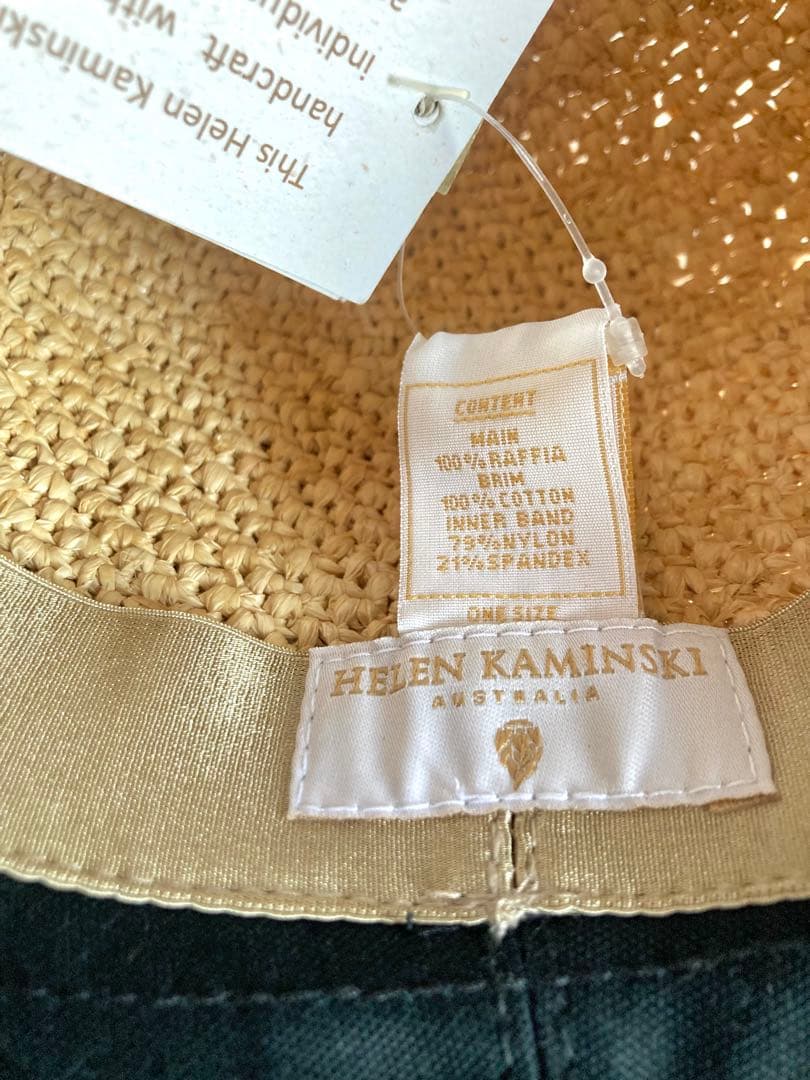 This Helen Kaminski
handcraft with
individu
CONTENT
MAIN
100%RAFFIA
BRIM
100%COTTON
INNER BAND
79%NYLON
21%SPANDEX
ONE SIZE
HELEN KAMINSKI
AUSTRALIA